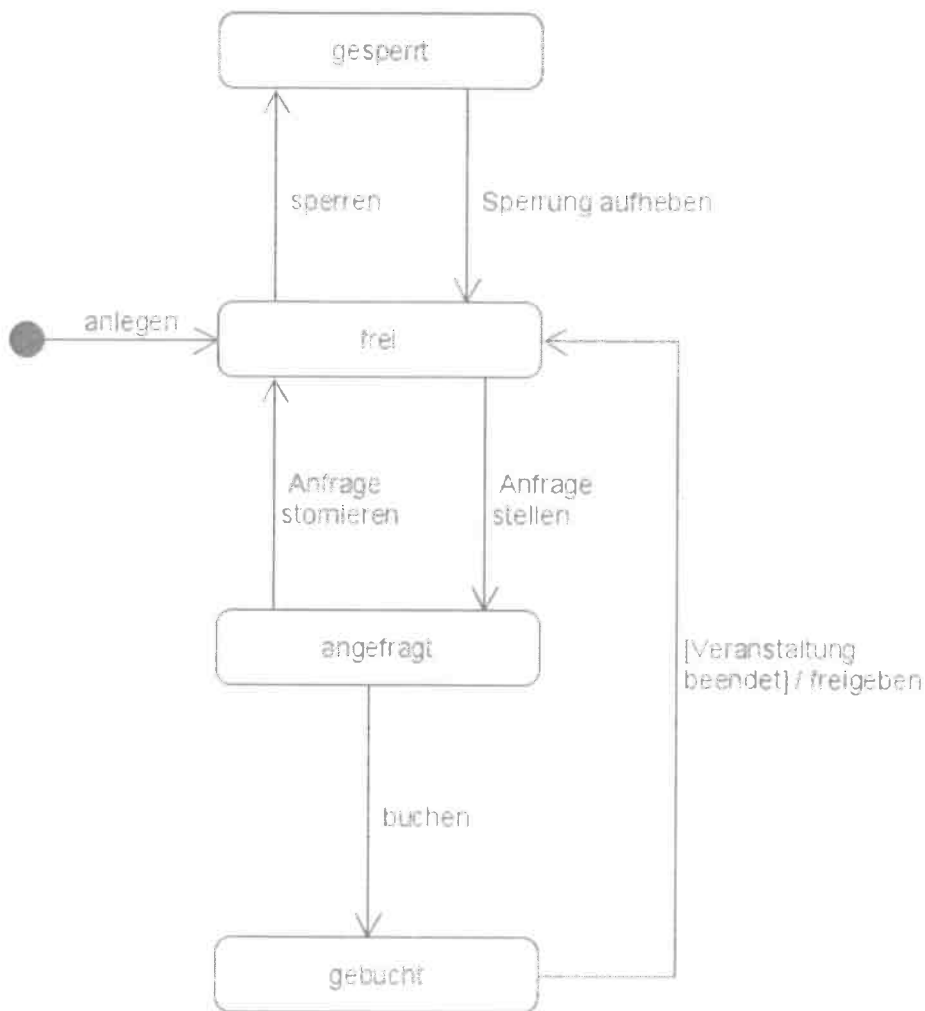 gesperrt
sperren
Sperrung aufheben
anlegen
frei
Anfrage
stornieren
Anfrage
stellen
angefragt
[Veranstaltung
beendet] / freigeben
buchen
gebucht